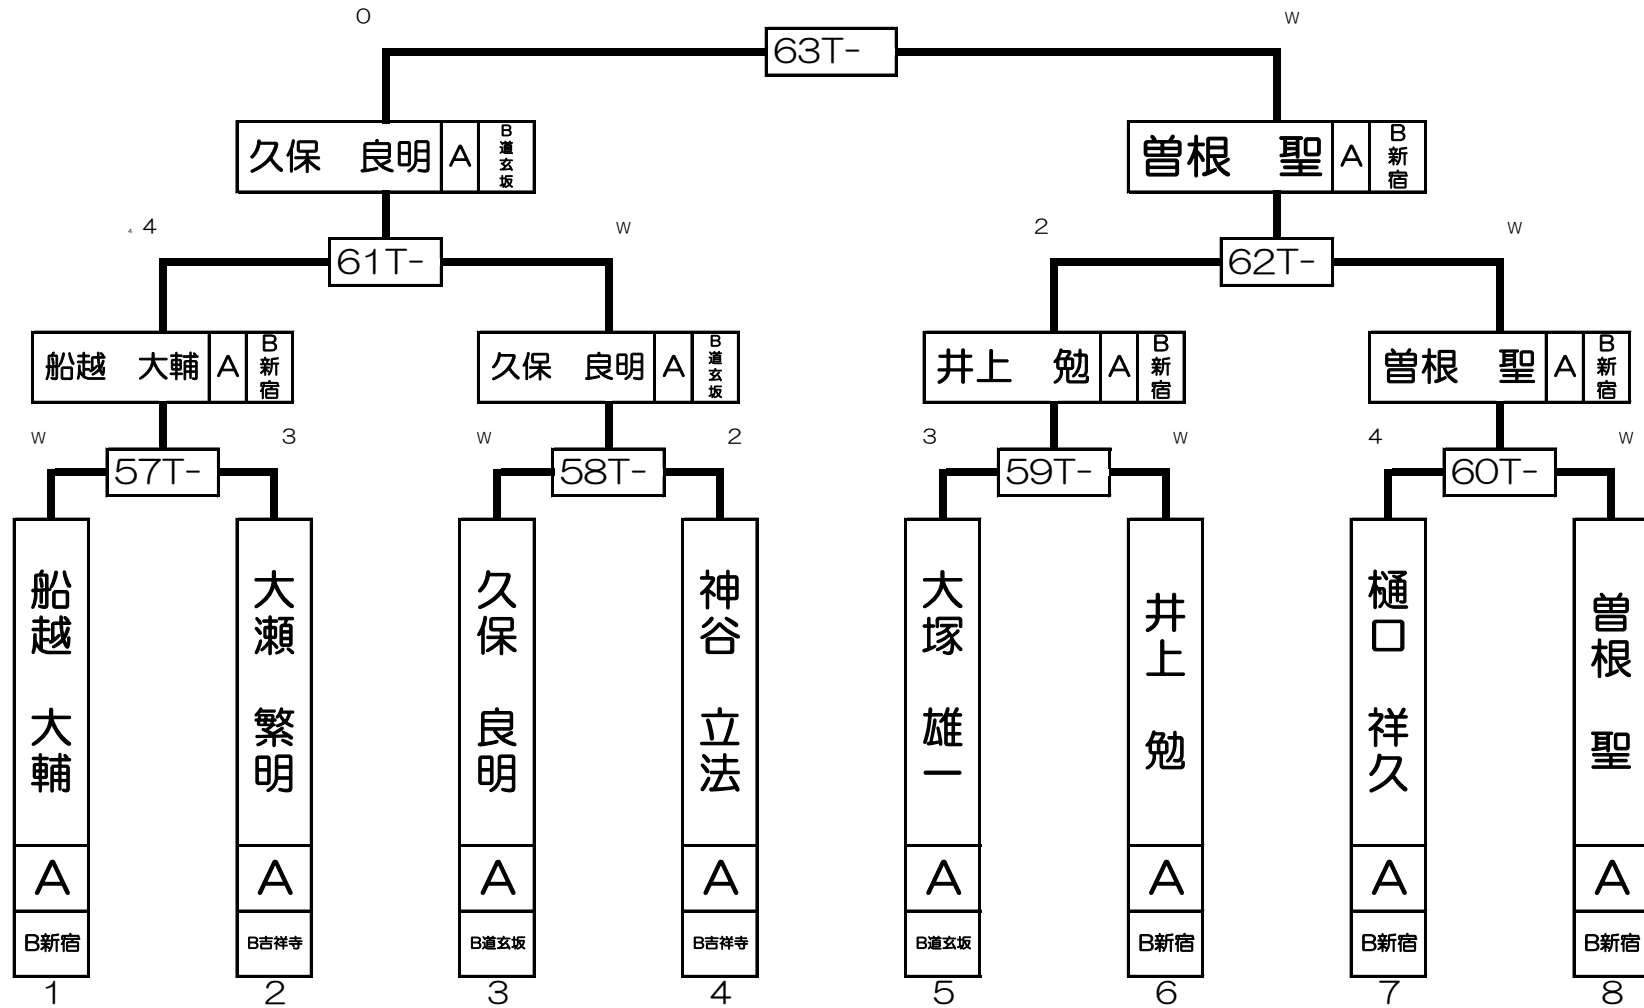 0 W
63T-
久保　良明 A B道玄坂
曽根　聖 A B新宿
4 4 W 2 W
61T- 62T-
船越　大輔 A B新宿
久保　良明 A B道玄坂
井上　勉 A B新宿
曽根　聖 A B新宿
W 3 W 2 3 W 4 W
57T- 58T- 59T- 60T-
船越　大輔
大瀬　繁明
久保　良明
神谷　立法
大塚　雄一
井上　勉
樋口　祥久
曽根　聖
A A A A A A A A
B新宿 B吉祥寺 B道玄坂 B吉祥寺 B道玄坂 B新宿 B新宿 B新宿
1 2 3 4 5 6 7 8